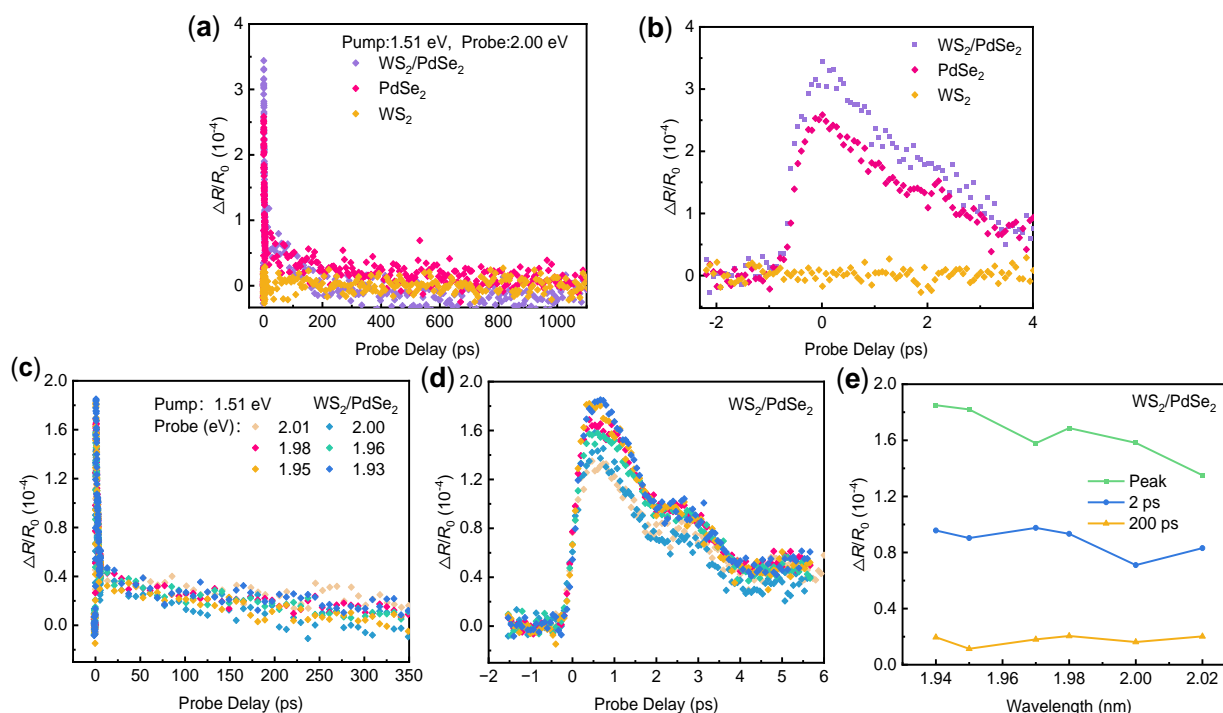 (a)
Pump:1.51 eV, Probe:2.00 eV
WS2/PdSe2
PdSe2
WS2
4
3
2
1
0
△R/R0 (10-4)
0 200 400 600 800 1000
Probe Delay (ps)
(b)
WS2/PdSe2
PdSe2
WS2
4
3
2
1
0
△R/R0 (10-4)
-2 0 2 4
Probe Delay (ps)
(c)
Pump: 1.51 eV WS2/PdSe2
Probe (eV):
2.01 2.00
1.98 1.96
1.95 1.93
2.0
1.6
1.2
0.8
0.4
0.0
△R/R0 (10-4)
0 50 100 150 200 250 300 350
Probe Delay (ps)
(d)
WS2/PdSe2
2.0
1.6
1.2
0.8
0.4
0.0
△R/R0 (10-4)
−2 −1 0 1 2 3 4 5 6
Probe Delay (ps)
(e)
WS2/PdSe2
Peak
2 ps
200 ps
2.0
1.6
1.2
0.8
0.4
0.0
△R/R0 (10-4)
1.94 1.96 1.98 2.00 2.02
Wavelength (nm)